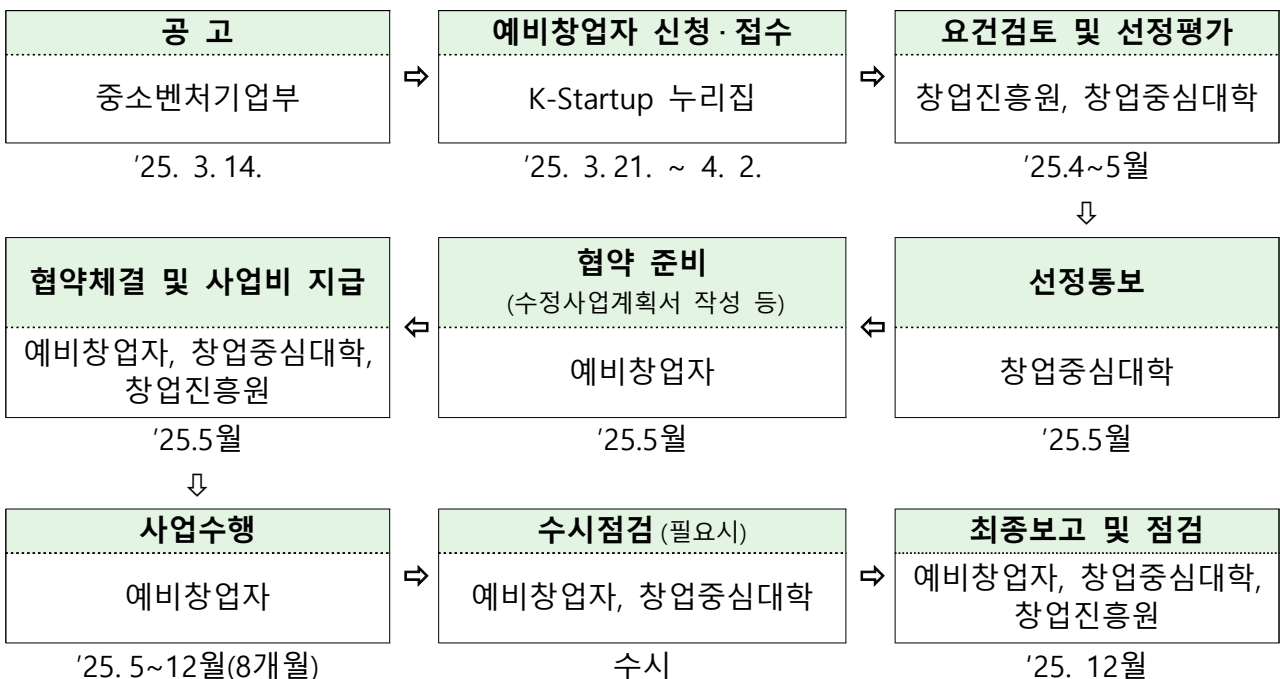 공 고
중소벤처기업부
'25. 3. 14.
⇨
예비창업자 신청·접수
K-Startup 누리집
'25. 3. 21. ~ 4. 2.
⇨
요건검토 및 선정평가
창업진흥원, 창업중심대학
'25.4~5월
⇩
선정통보
창업중심대학
'25.5월
⇦
협약 준비
(수정사업계획서 작성 등)
예비창업자
'25.5월
⇦
협약체결 및 사업비 지급
예비창업자, 창업중심대학,
창업진흥원
'25.5월
⇩
사업수행
예비창업자
'25. 5~12월(8개월)
⇨
수시점검 (필요시)
예비창업자, 창업중심대학
수시
⇨
최종보고 및 점검
예비창업자, 창업중심대학,
창업진흥원
'25. 12월